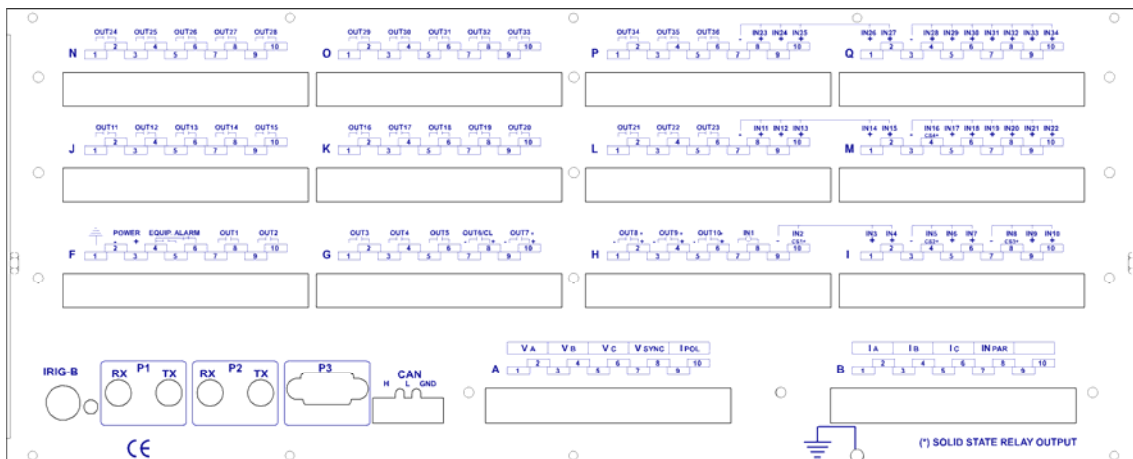 OUT24 OUT25 OUT26 OUT27 OUT28
N 1 2 3 4 5 6 7 8 9 10
OUT29 OUT30 OUT31 OUT32 OUT33
O 1 2 3 4 5 6 7 8 9 10
OUT34 OUT35 OUT36 - IN23 + IN24 + IN25 +
P 1 2 3 4 5 6 7 8 9 10
IN26 + IN27 + - IN28 + IN29 + IN30 + IN31 + IN32 + IN33 + IN34 +
Q 1 2 3 4 5 6 7 8 9 10
OUT11 OUT12 OUT13 OUT14 OUT15
J 1 2 3 4 5 6 7 8 9 10
OUT16 OUT17 OUT18 OUT19 OUT20
K 1 2 3 4 5 6 7 8 9 10
OUT21 OUT22 OUT23 - IN11 + IN12 + IN13 +
L 1 2 3 4 5 6 7 8 9 10
IN14 + IN15 + - IN16 CS4+ IN17 + IN18 + IN19 + IN20 + IN21 + IN22 +
M 1 2 3 4 5 6 7 8 9 10
POWER - + EQUIP. ALARM OUT1 OUT2
F 1 2 3 4 5 6 7 8 9 10
OUT3 OUT4 OUT5 - OUT6/CL + - OUT7* +
G 1 2 3 4 5 6 7 8 9 10
- OUT8* + - OUT9* + - OUT10* + IN1 - IN2 CS1+
H 1 2 3 4 5 6 7 8 9 10
IN3 + IN4 + - IN5 CS2+ IN6 + IN7 + - IN8 CS3+ IN9 + IN10 +
I 1 2 3 4 5 6 7 8 9 10
IRIG-B
P1
RX TX
P2
RX TX
P3
CAN
H L GND
VA VB VC VSYNC IPOL
A 1 2 3 4 5 6 7 8 9 10
IA IB IC INPAR
B 1 2 3 4 5 6 7 8 9 10
CE
(*) SOLID STATE RELAY OUTPUT